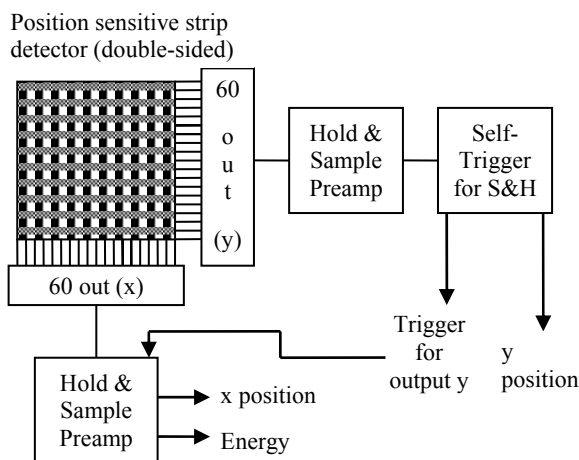 Position sensitive strip
detector (double-sided)
60
o
u
t
(y)
Hold &
Sample
Preamp
Self-
Trigger
for S&H
60 out (x)
Trigger
for
output y
y
position
Hold &
Sample
Preamp
x position
Energy